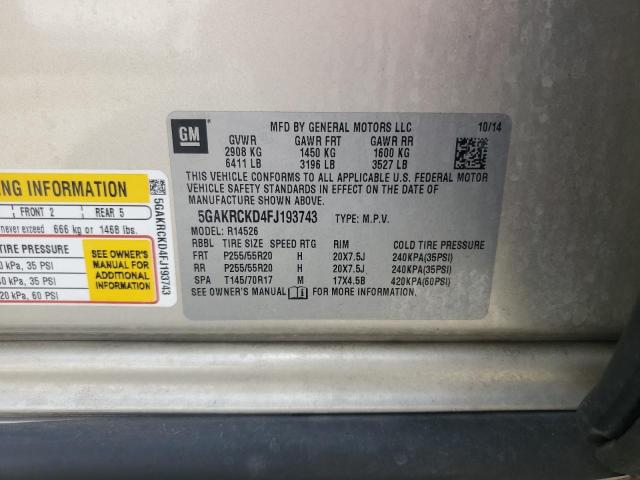 GM
MFD BY GENERAL MOTORS LLC 10/14
GVWR GAWR FRT GAWR RR
2908 KG 1450 KG 1600 KG
6411 LB 3196 LB 3527 LB
THIS VEHICLE CONFORMS TO ALL APPLICABLE U.S. FEDERAL MOTOR
VEHICLE SAFETY STANDARDS IN EFFECT ON THE DATE OF
MANUFACTURE SHOWN ABOVE.
5GAKRCKD4FJ193743 TYPE: M.P.V.
MODEL: R14526
RBBL TIRE SIZE SPEED RTG RIM COLD TIRE PRESSURE
FRT P255/55R20 H 20X7.5J 240KPA(35PSI)
RR P255/55R20 H 20X7.5J 240KPA(35PSI)
SPA T145/70R17 M 17X4.5B 420KPA(60PSI)
SEE OWNER'S MANUAL FOR MORE INFORMATION.
INFORMATION
FRONT 2 REAR 5
never exceed 666 kg or 1468 lbs.
TIRE PRESSURE
kPa, 35 PSI
kPa, 35 PSI
20 kPa, 60 PSI
SEE OWNER'S
MANUAL FOR
ADDITIONAL
INFORMATION
5GAKRCKD4FJ193743